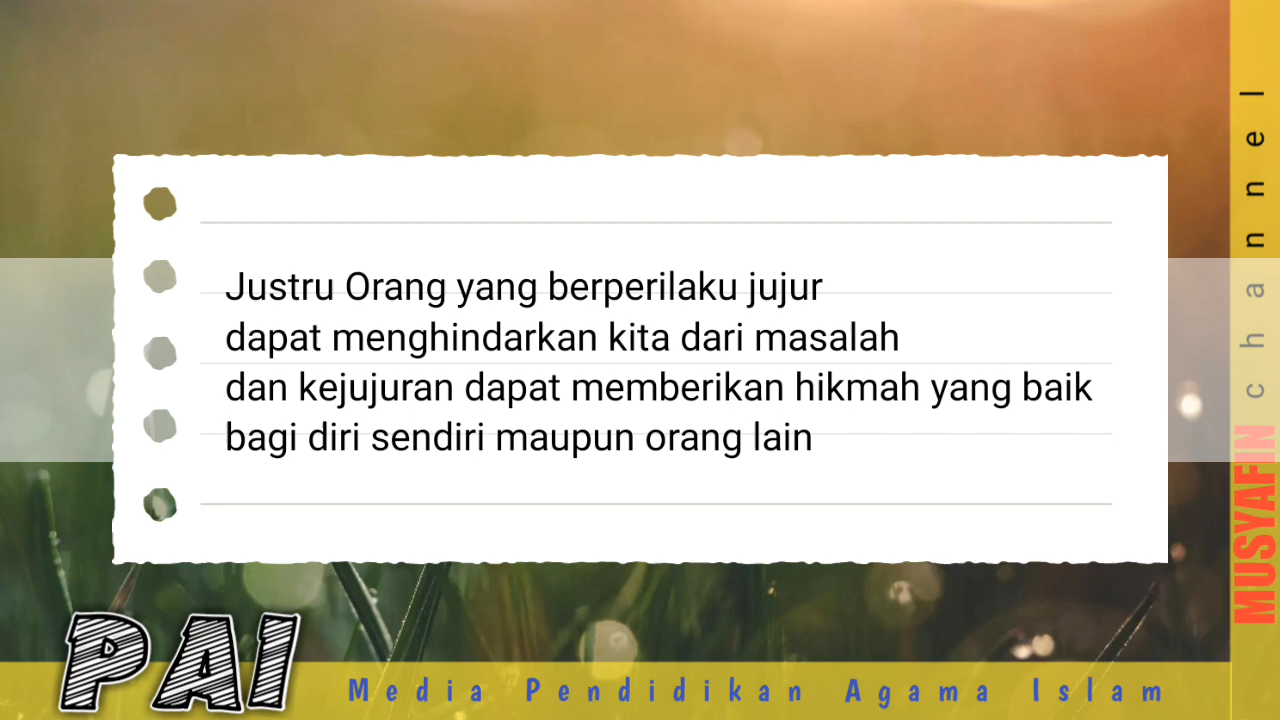 Justru Orang yang berperilaku jujur
dapat menghindarkan kita dari masalah
dan kejujuran dapat memberikan hikmah yang baik
bagi diri sendiri maupun orang lain
PAI
Media Pendidikan Agama Islam
MUSYAFIIN channel